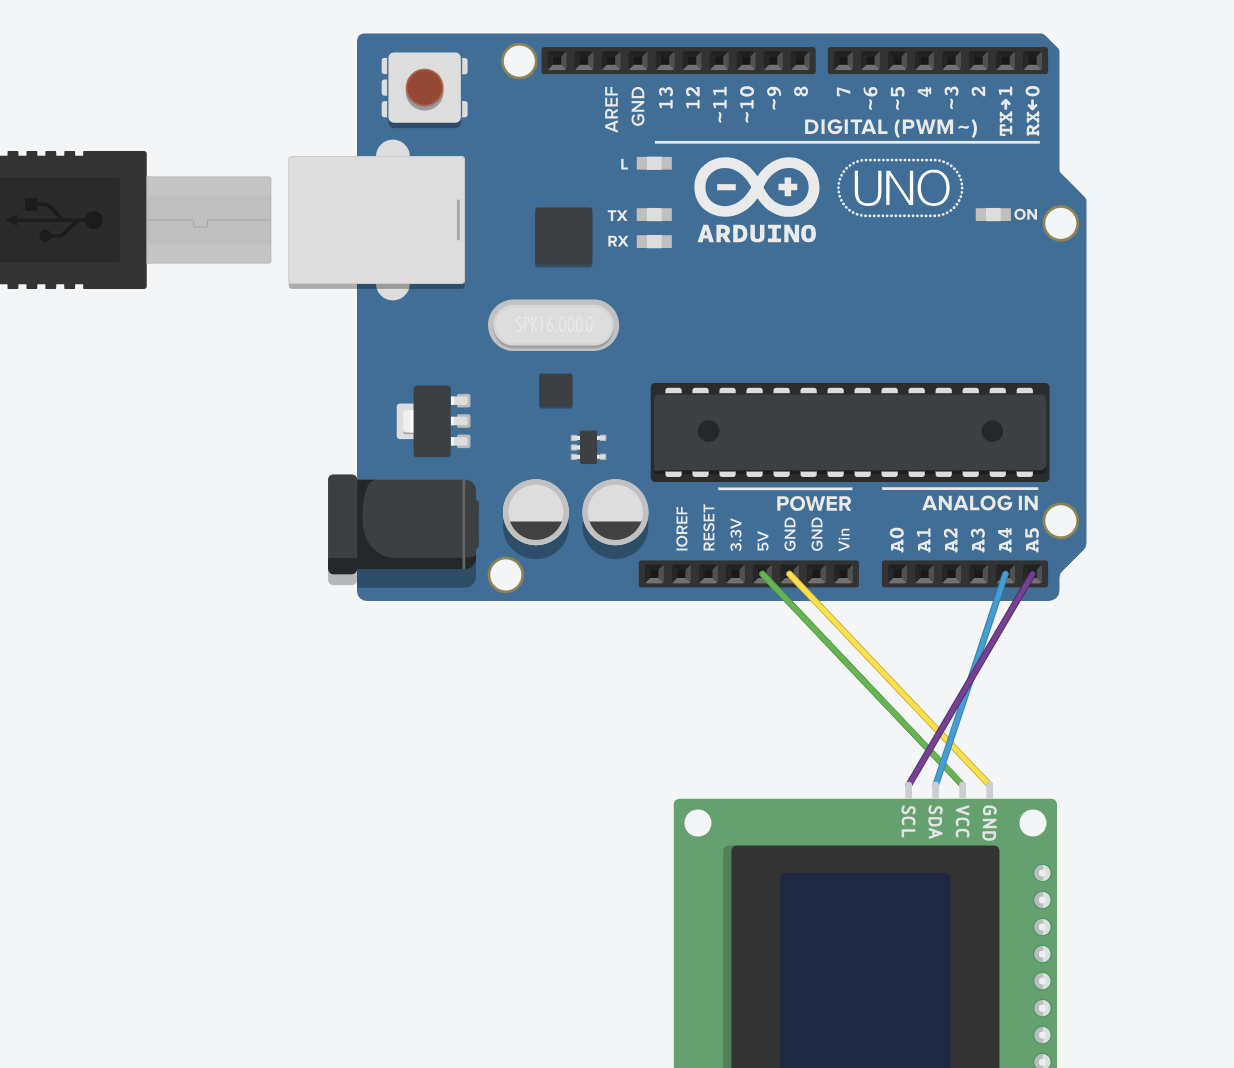 AREF
GND
13
12
~11
~10
~9
8
7
~6
~5
4
~3
2
TX→1
RX←0
DIGITAL (PWM~)
L
TX
RX
ARDUINO
UNO
ON
SPK16.000G
POWER
ANALOG IN
IOREF
RESET
3.3V
5V
GND
GND
Vin
A0
A1
A2
A3
A4
A5
SCL
SDA
VCC
GND